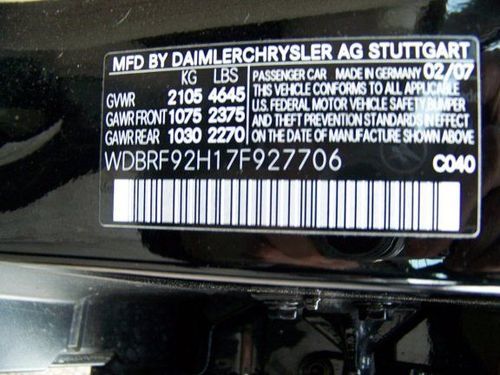 MFD BY DAIMLERCHRYSLER AG STUTTGART
KG LBS
GVWR 2105 4645
GAWR FRONT 1075 2375
GAWR REAR 1030 2270
PASSENGER CAR MADE IN GERMANY 02/07
THIS VEHICLE CONFORMS TO ALL APPLICABLE
U.S. FEDERAL MOTOR VEHICLE SAFETY, BUMPER,
AND THEFT PREVENTION STANDARDS
IN EFFECT ON THE DATE OF MANUFACTURE
SHOWN ABOVE
WDBRF92H17F927706
C040